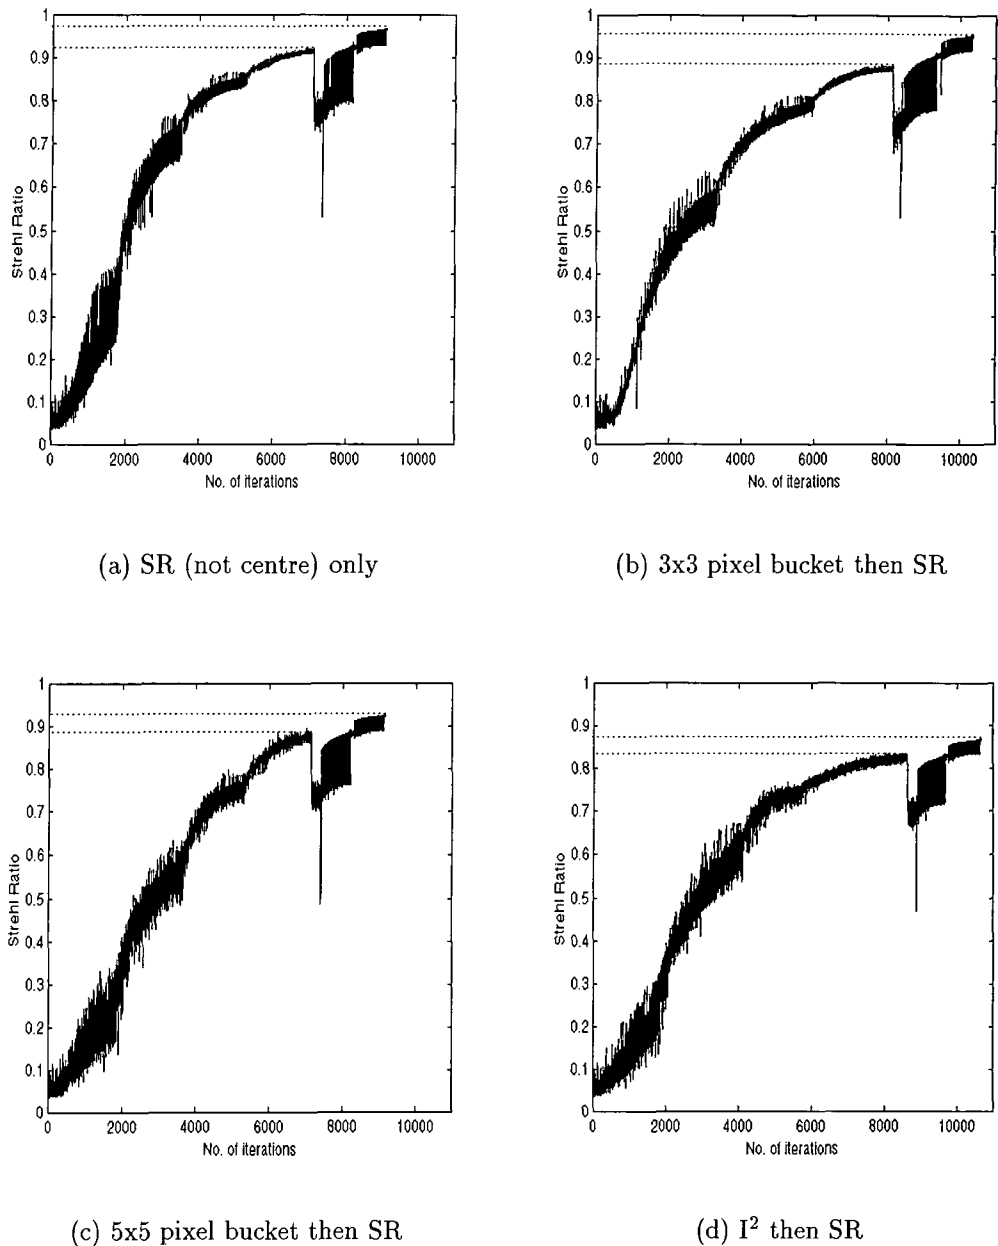 1
0.9
0.8
0.7
0.6
0.5
0.4
0.3
0.2
0.1
0
Strehl Ratio
0 2000 4000 6000 8000 10000
No. of iterations
(a) SR (not centre) only
1
0.9
0.8
0.7
0.6
0.5
0.4
0.3
0.2
0.1
0
Strehl Ratio
0 2000 4000 6000 8000 10000
No. of iterations
(b) 3x3 pixel bucket then SR
1
0.9
0.8
0.7
0.6
0.5
0.4
0.3
0.2
0.1
0
Strehl Ratio
0 2000 4000 6000 8000 10000
No. of iterations
(c) 5x5 pixel bucket then SR
1
0.9
0.8
0.7
0.6
0.5
0.4
0.3
0.2
0.1
0
Strehl Ratio
0 2000 4000 6000 8000 10000
No. of iterations
(d) I² then SR